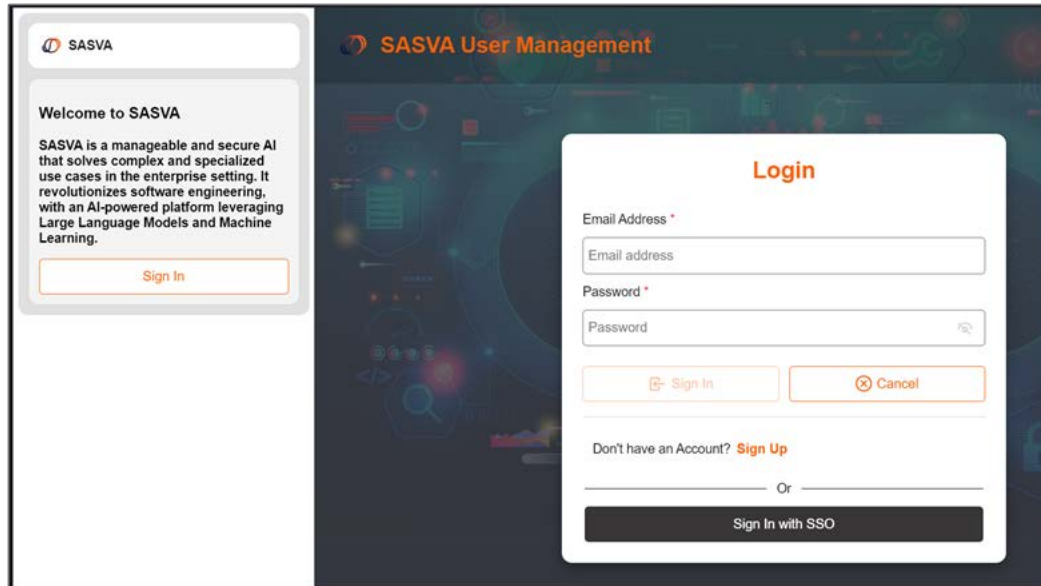 SASVA
Welcome to SASVA
SASVA is a manageable and secure AI
that solves complex and specialized
use cases in the enterprise setting. It
revolutionizes software engineering,
with an AI-powered platform leveraging
Large Language Models and Machine
Learning.
Sign In
SASVA User Management
Login
Email Address *
Email address
Password *
Password
Sign In
Cancel
Don't have an Account? Sign Up
Or
Sign In with SSO